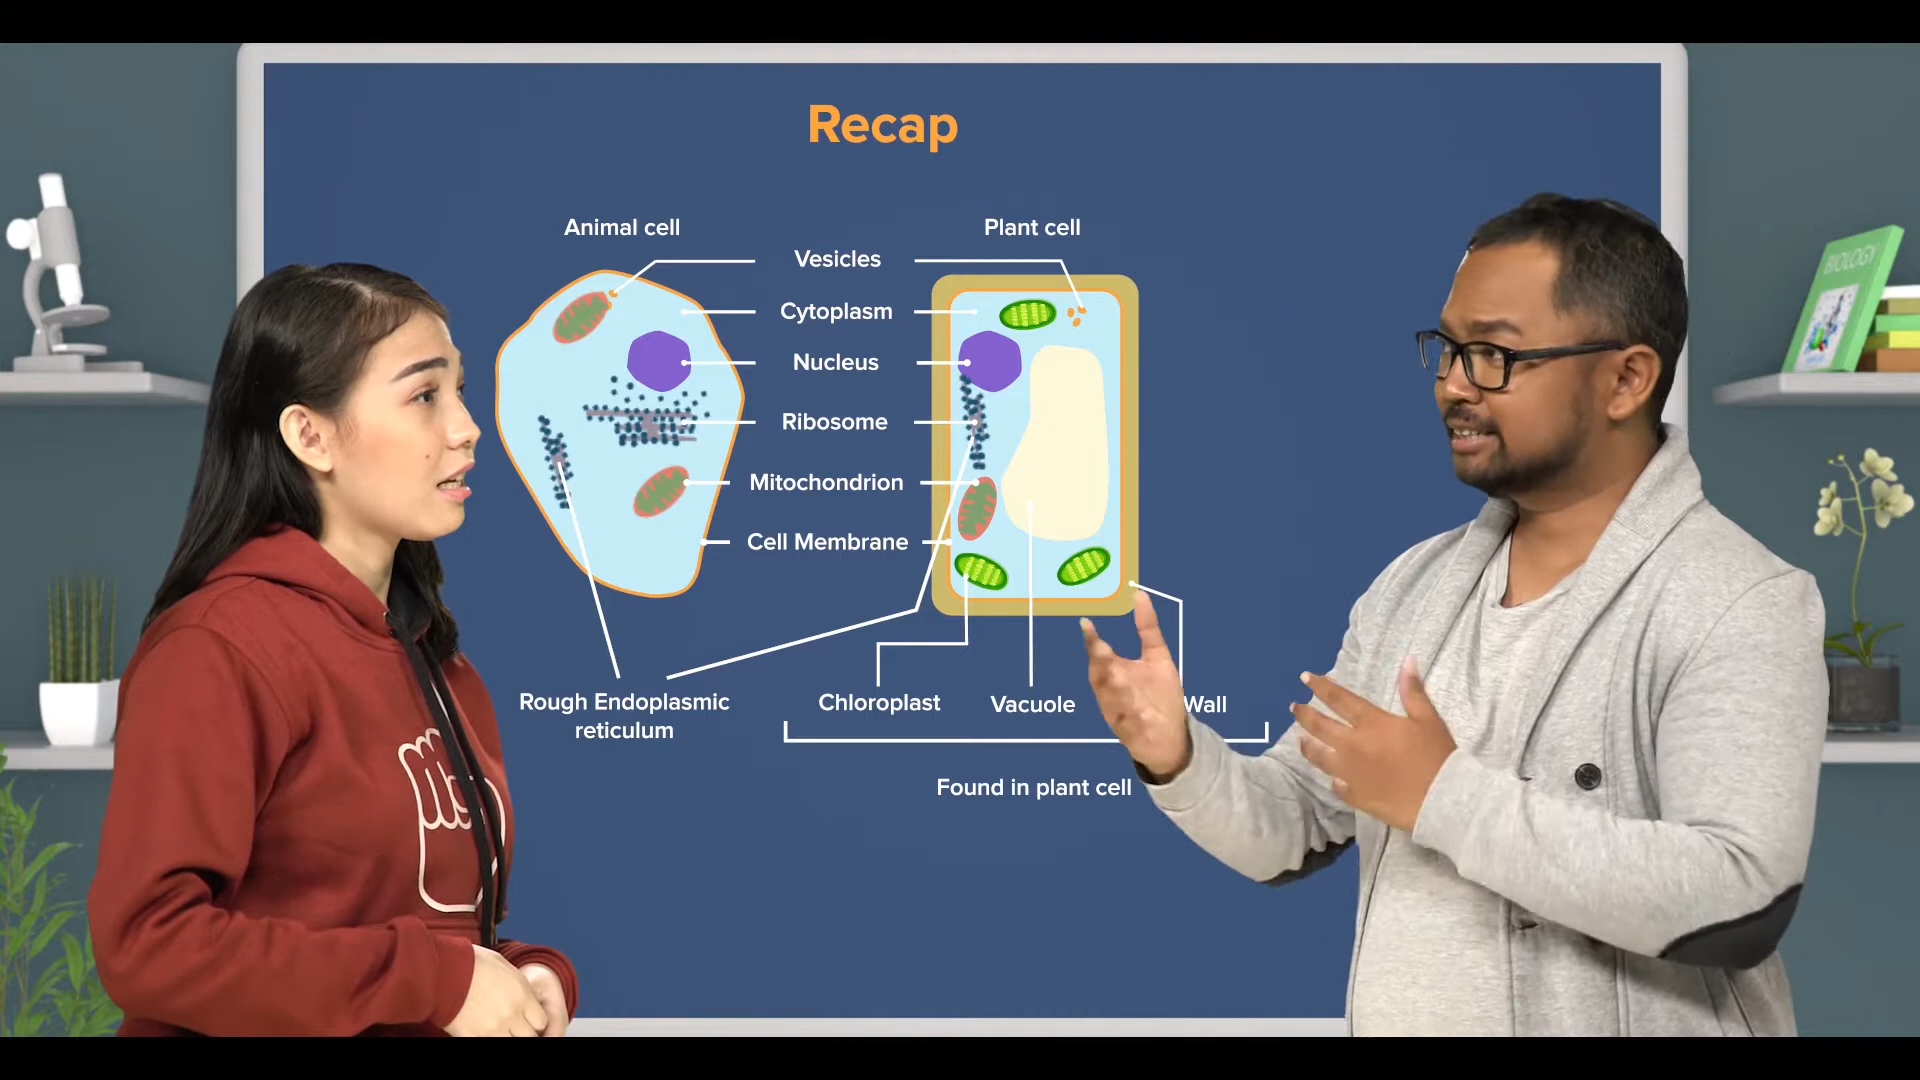 Recap
Animal cell
Plant cell
Vesicles
Cytoplasm
Nucleus
Ribosome
Mitochondrion
Cell Membrane
Rough Endoplasmic
reticulum
Chloroplast
Vacuole
Wall
Found in plant cell
BIOLOGY